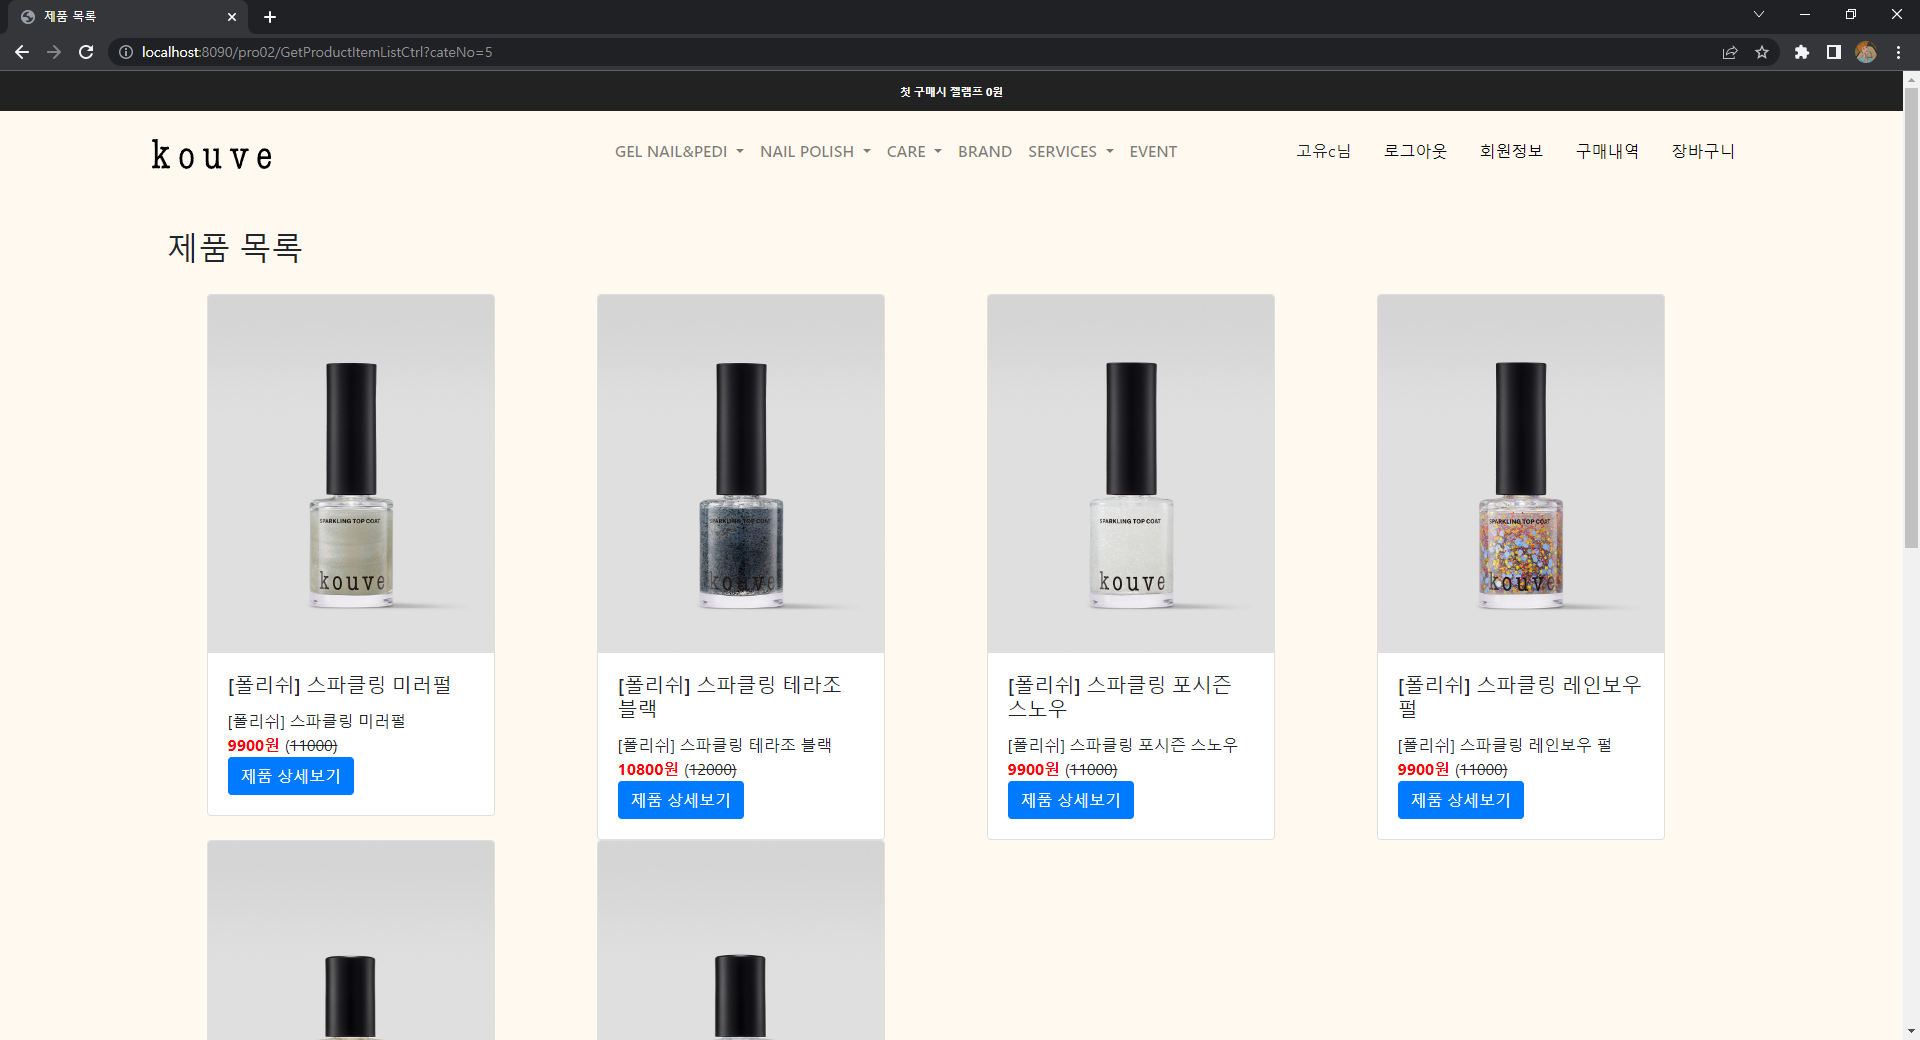 제품 목록
localhost:8090/pro02/GetProductItemListCtrl?cateNo=5
첫 구매시 젤램프 0원
kouve
GEL NAIL&PEDI NAIL POLISH CARE BRAND SERVICES EVENT
고유c님 로그아웃 회원정보 구매내역 장바구니
제품 목록
SPARKLING TOP COAT
kouve
[폴리쉬] 스파클링 미러펄
[폴리쉬] 스파클링 미러펄
9900원 (11000)
제품 상세보기
SPARKLING TOP COAT
kouve
[폴리쉬] 스파클링 테라조
블랙
[폴리쉬] 스파클링 테라조 블랙
10800원 (12000)
제품 상세보기
SPARKLING TOP COAT
kouve
[폴리쉬] 스파클링 포시즌
스노우
[폴리쉬] 스파클링 포시즌 스노우
9900원 (11000)
제품 상세보기
SPARKLING TOP COAT
kouve
[폴리쉬] 스파클링 레인보우
펄
[폴리쉬] 스파클링 레인보우 펄
9900원 (11000)
제품 상세보기